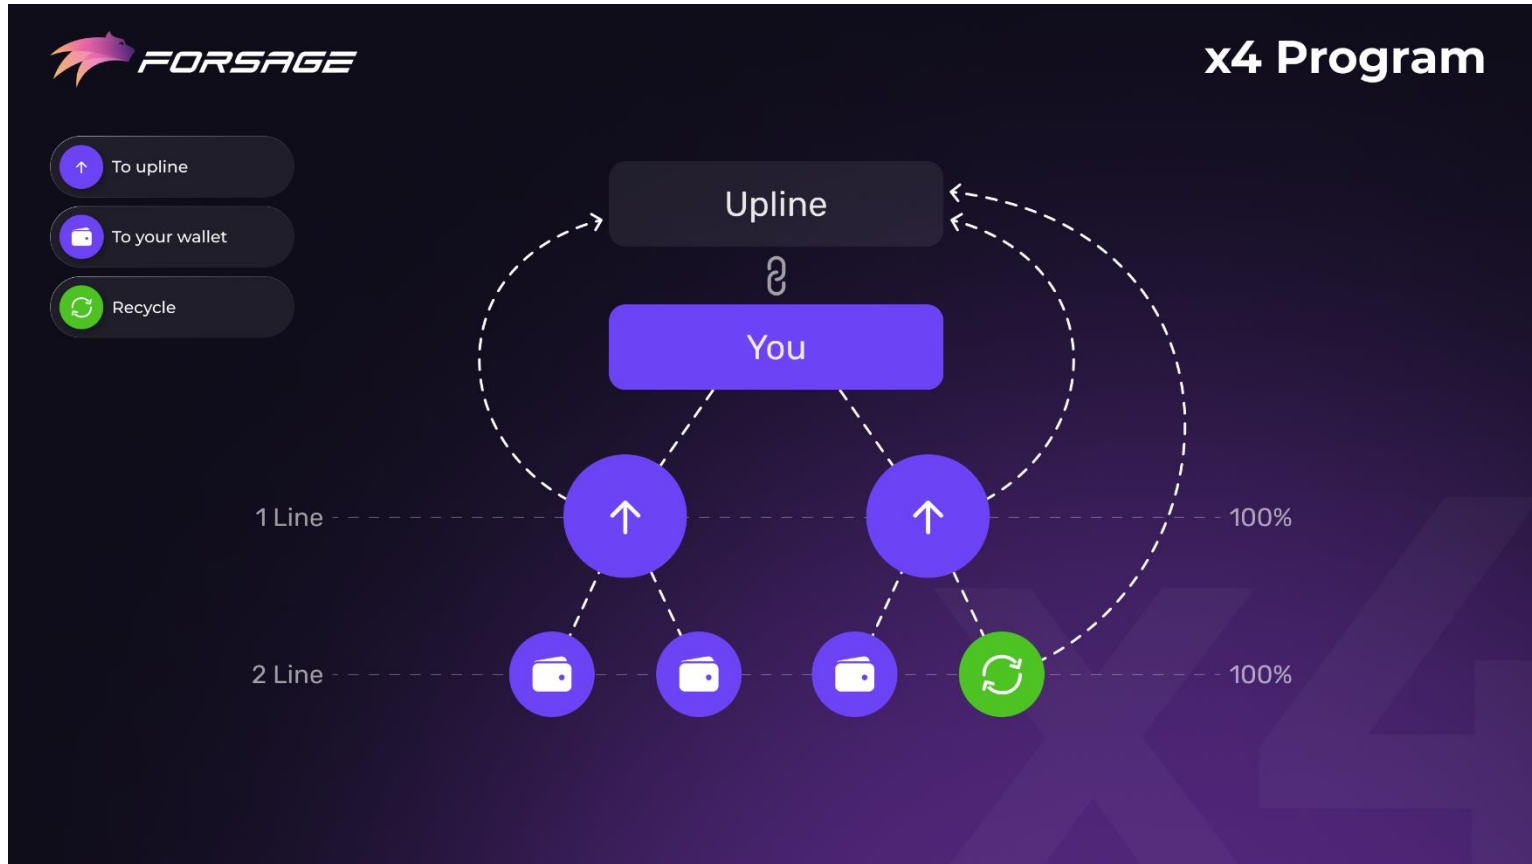 FORSAGE
x4 Program
To upline
To your wallet
Recycle
Upline
You
1 Line
100%
2 Line
100%
x4